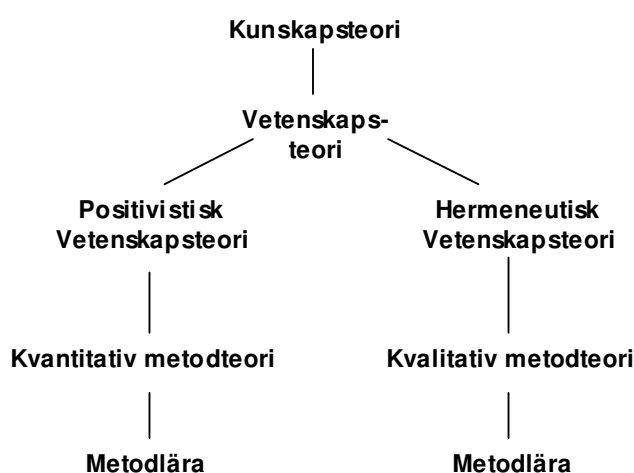 Kunskapsteori
Vetenskaps-
teori
Positivistisk
Vetenskapsteori
Hermeneutisk
Vetenskapsteori
Kvantitativ metodteori
Kvalitativ metodteori
Metodlära
Metodlära